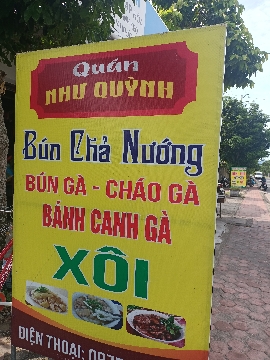 Quán
NHƯ QUỲNH
Bún Chả Nướng
BÚN GÀ - CHÁO GÀ
BÁNH CANH GÀ
XÔI
ĐIỆN THOẠI: